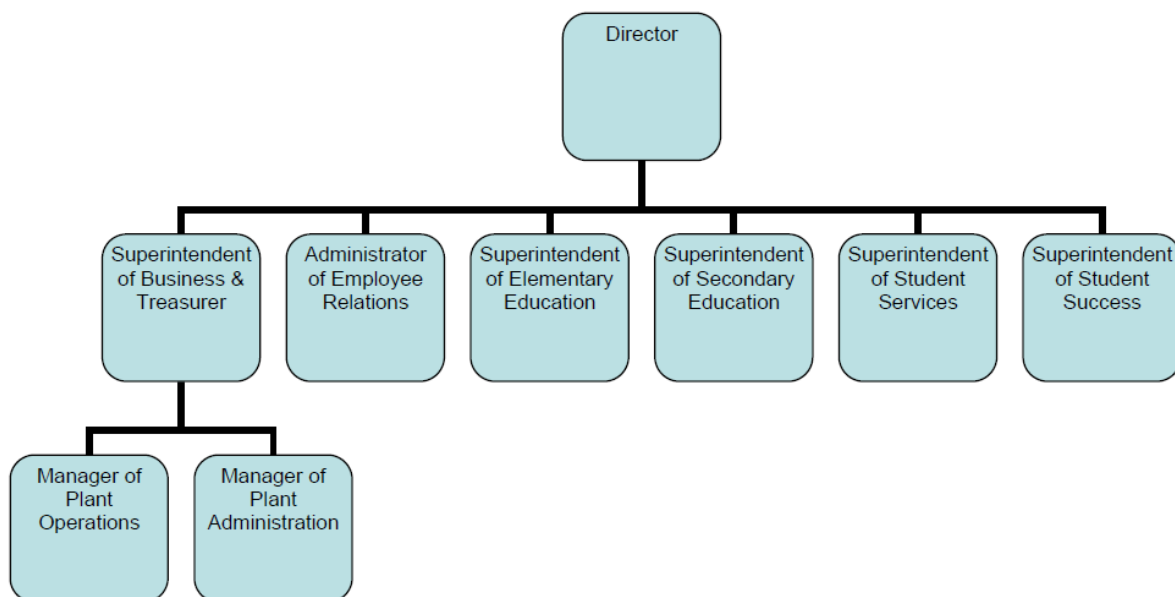 Director
Superintendent
of Business &
Treasurer
Administrator
of Employee
Relations
Superintendent
of Elementary
Education
Superintendent
of Secondary
Education
Superintendent
of Student
Services
Superintendent
of Student
Success
Manager of
Plant
Operations
Manager of
Plant
Administration